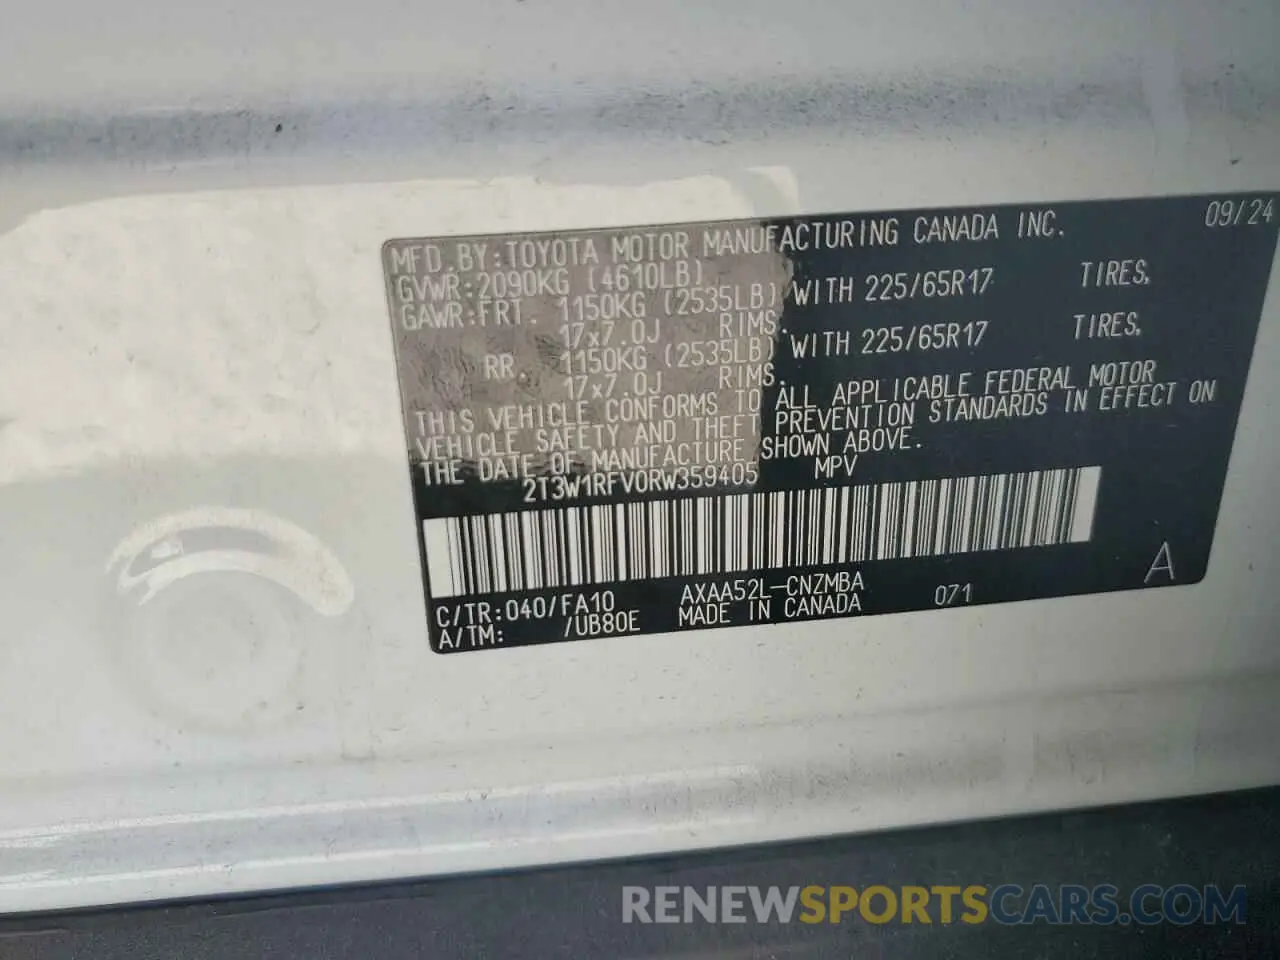 MFD. BY: TOYOTA MOTOR MANUFACTURING CANADA INC. 09/24
GVWR: 2090KG (4610LB)
GAWR: FRT. 1150KG (2535LB) WITH 225/65R17 TIRES,
17x7.0J RIMS.
RR. 1150KG (2535LB) WITH 225/65R17 TIRES,
17x7.0J RIMS.
THIS VEHICLE CONFORMS TO ALL APPLICABLE FEDERAL MOTOR
VEHICLE SAFETY AND THEFT PREVENTION STANDARDS IN EFFECT ON
THE DATE OF MANUFACTURE SHOWN ABOVE.
2T3W1RFV0RW359405 MPV
C/TR: 040/FA10 AXAA52L-CNZMBA 071 A
A/TM: /UB80E MADE IN CANADA
RENEWSPORTSCARS.COM